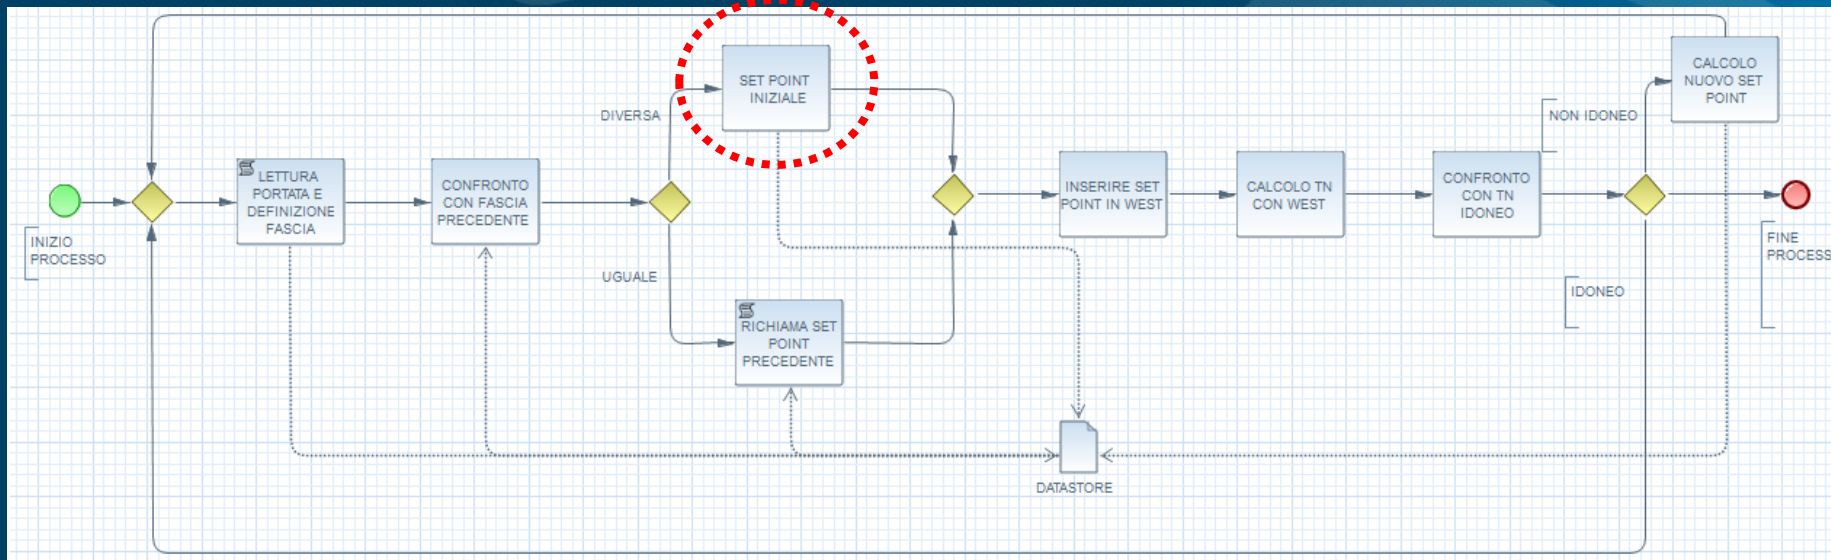 INIZIO
PROCESSO
LETTURA
PORTATA E
DEFINIZIONE
FASCIA
CONFRONTO
CON FASCIA
PRECEDENTE
DIVERSA
UGUALE
SET POINT
INIZIALE
RICHIAMA SET
POINT
PRECEDENTE
INSERIRE SET
POINT IN WEST
CALCOLO TN
CON WEST
CONFRONTO
CON TN
IDONEO
NON IDONEO
IDONEO
CALCOLO
NUOVO SET
POINT
FINE
PROCESS
DATASTORE